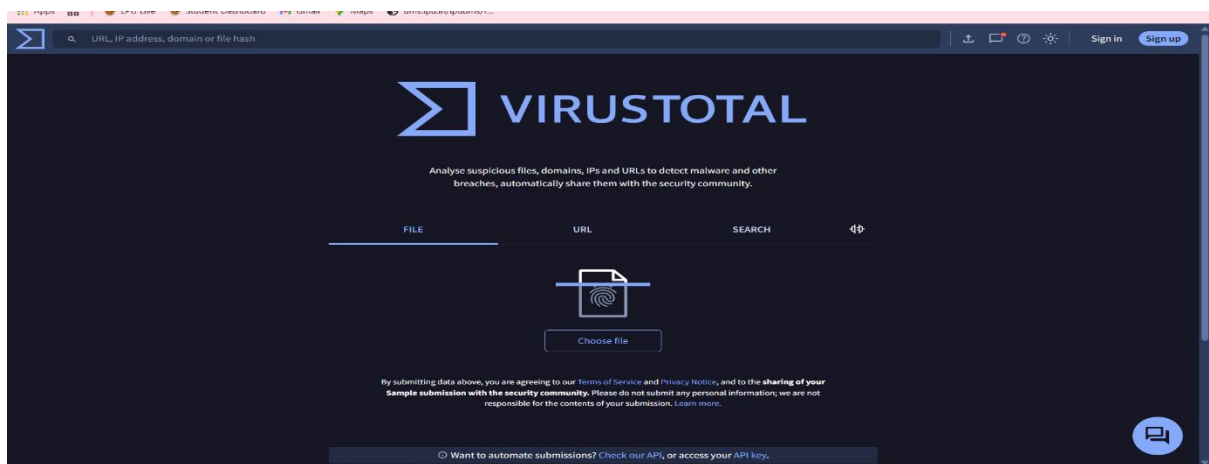 Apps
URL, IP address, domain or file hash
Sign in
Sign up
VIRUSTOTAL
Analyse suspicious files, domains, IPs and URLs to detect malware and other
breaches, automatically share them with the security community.
FILE URL SEARCH
Choose file
By submitting data above, you are agreeing to our Terms of Service and Privacy Notice, and to the sharing of your
Sample submission with the security community. Please do not submit any personal information; we are not
responsible for the contents of your submission. Learn more.
Want to automate submissions? Check our API, or access your API key.